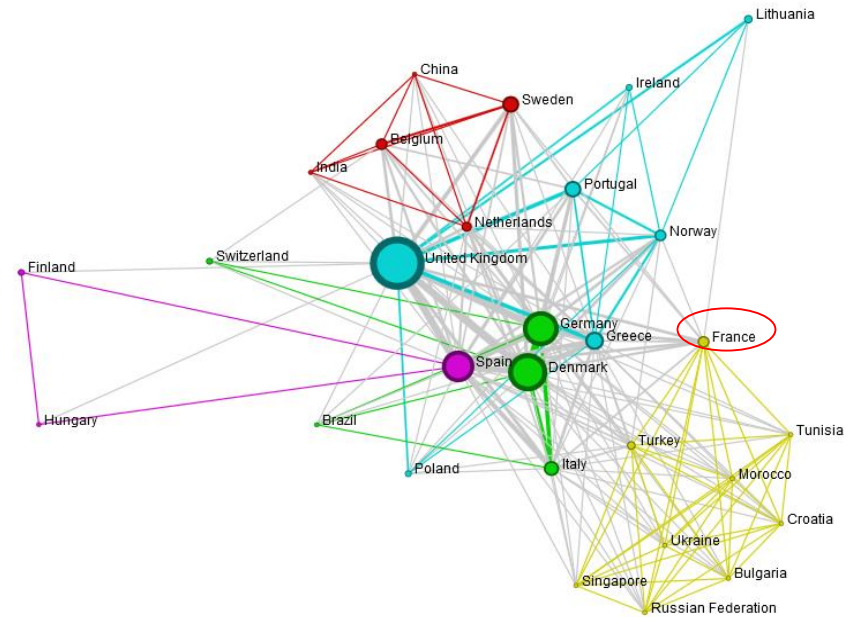 Lithuania
China
Ireland
Sweden
Belgium
India
Portugal
Netherlands
Norway
Switzerland
United Kingdom
Finland
Germany
Greece
France
Spain
Denmark
Hungary
Brazil
Tunisia
Turkey
Italy
Poland
Morocco
Croatia
Ukraine
Bulgaria
Singapore
Russian Federation